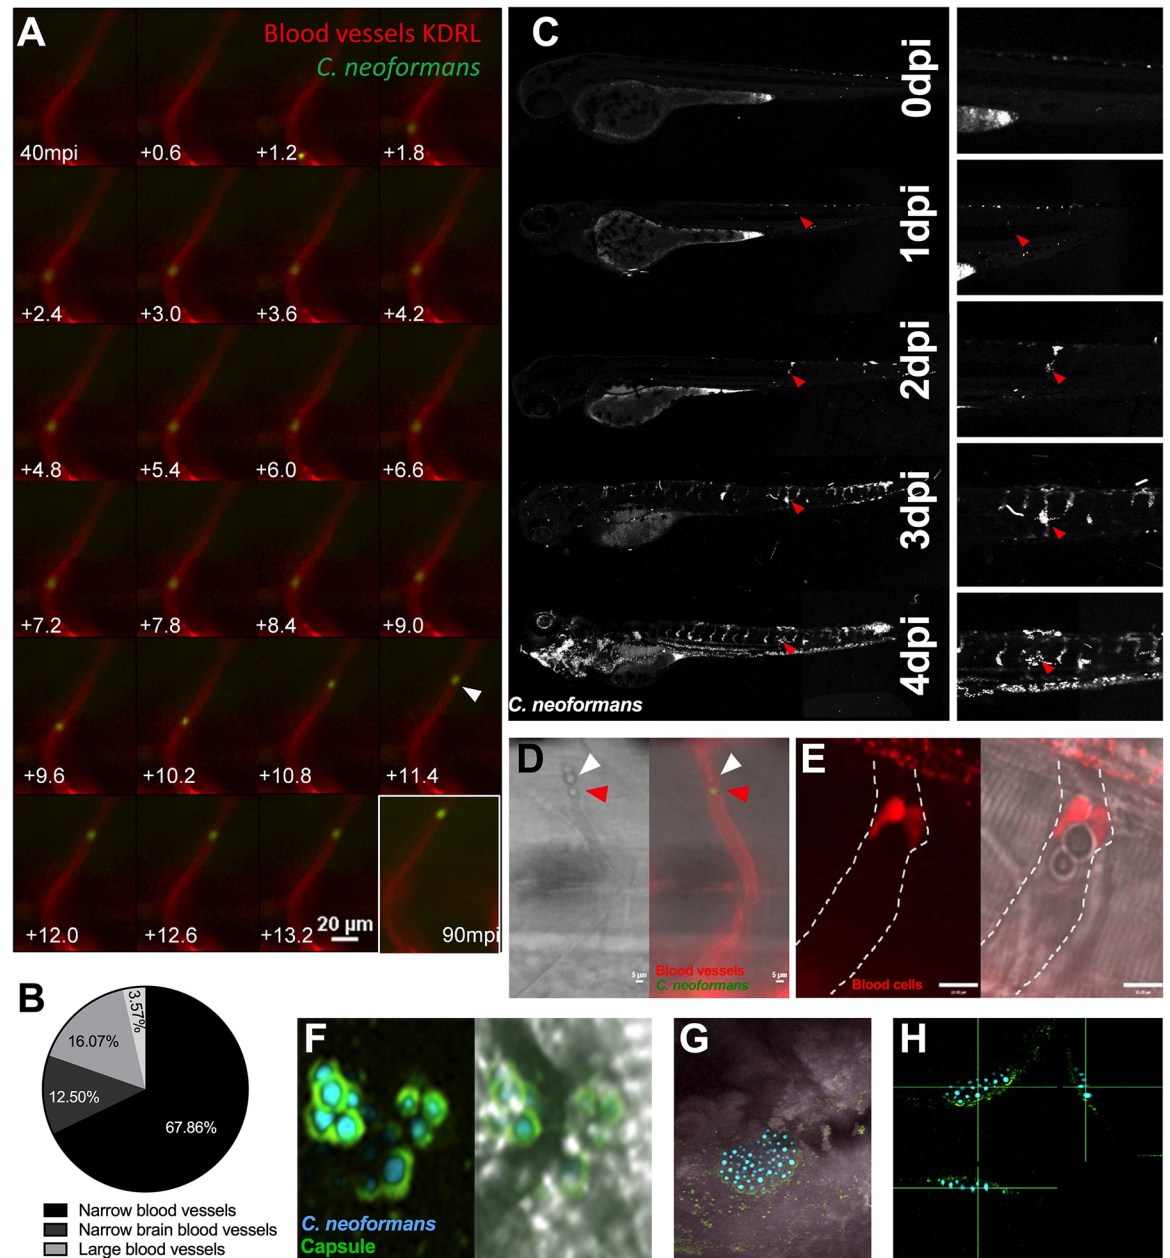 A
Blood vessels KDRL
C. neoformans
40mpi
+0.6
+1.2
+1.8
+2.4
+3.0
+3.6
+4.2
+4.8
+5.4
+6.0
+6.6
+7.2
+7.8
+8.4
+9.0
+9.6
+10.2
+10.8
+11.4
+12.0
+12.6
+13.2
20 µm
90mpi
B
3.57%
16.07%
12.50%
67.86%
Narrow blood vessels
Narrow brain blood vessels
Large blood vessels
C
0dpi
1dpi
2dpi
3dpi
4dpi
C. neoformans
D
5 µm
Blood vessels
C. neoformans
5 µm
E
Blood cells
F
C. neoformans
Capsule
G
H